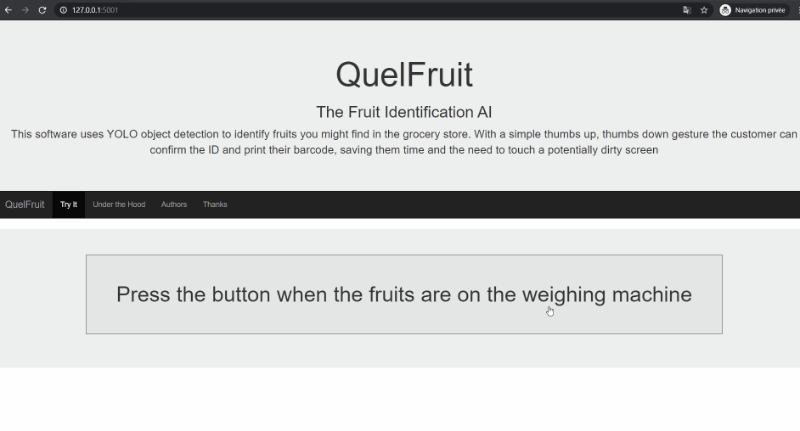 127.0.0.1:5001
Navigation privée
QuelFruit
The Fruit Identification AI
This software uses YOLO object detection to identify fruits you might find in the grocery store. With a simple thumbs up, thumbs down gesture the customer can
confirm the ID and print their barcode, saving them time and the need to touch a potentially dirty screen
QuelFruit Try It Under the Hood Authors Thanks
Press the button when the fruits are on the weighing machine